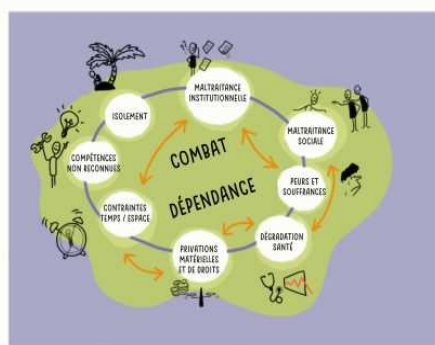 MALTRAITANCE
INSTITUTIONNELLE
ISOLEMENT
MALTRAITANCE
SOCIALE
COMBAT
COMPÉTENCES
NON RECONNUES
PEURS ET
SOUFFRANCES
DÉPENDANCE
CONTRAINTES
TEMPS / ESPACE
DÉGRADATION
SANTÉ
PRIVATIONS
MATÉRIELLES
ET DE DROITS